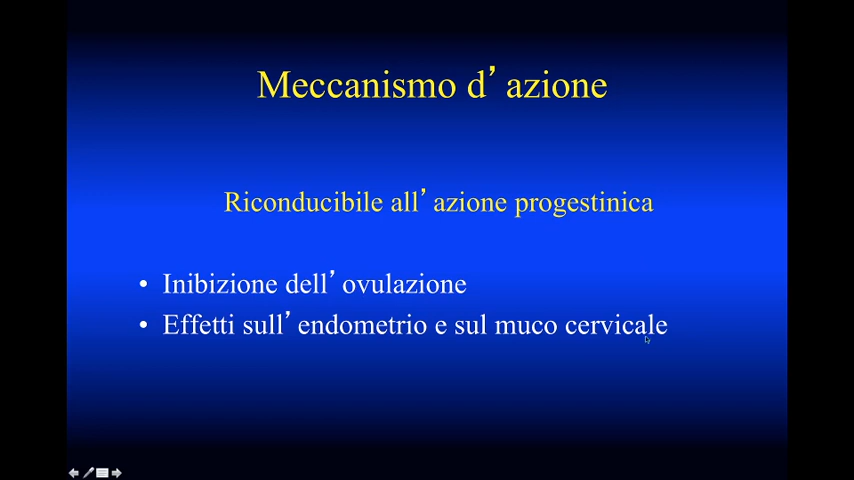 Meccanismo d’azione
Riconducibile all’azione progestinica
• Inibizione dell’ovulazione
• Effetti sull’endometrio e sul muco cervicale